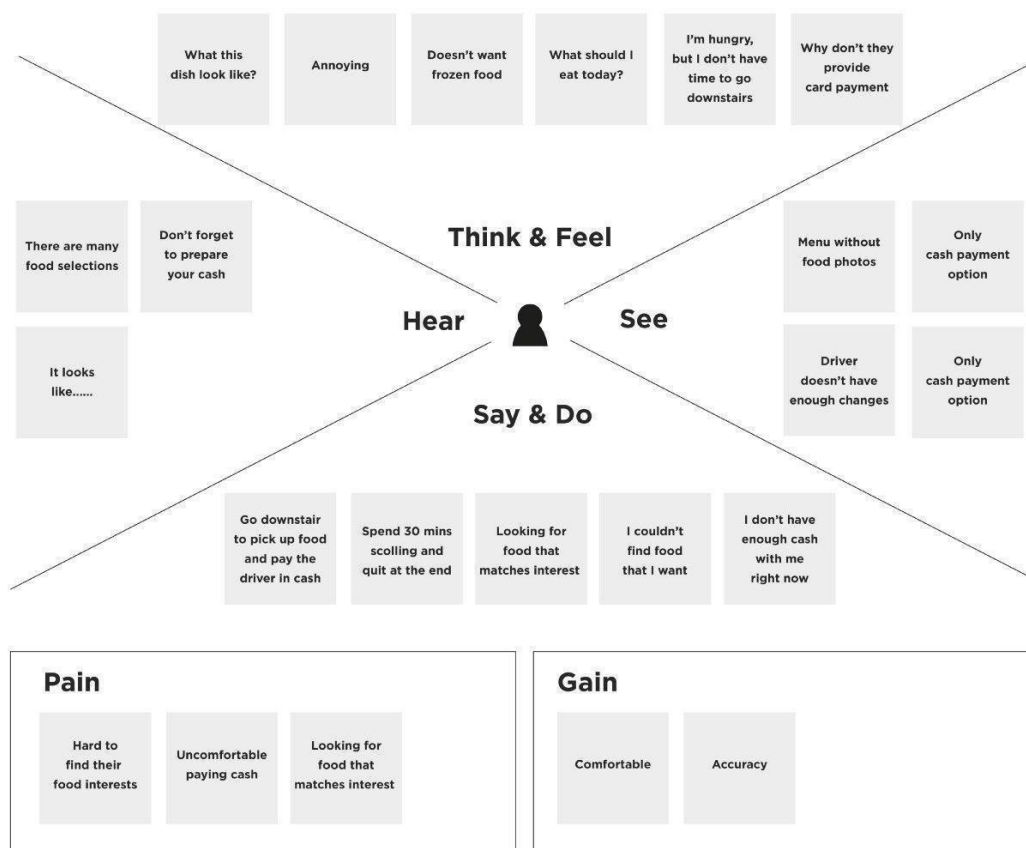 What this
dish look like?
Annoying
Doesn't want
frozen food
What should I
eat today?
I'm hungry,
but I don't have
time to go
downstairs
Why don't they
provide
card payment
Think & Feel
There are many
food selections
Don't forget
to prepare
your cash
It looks
like......
Hear
See
Menu without
food photos
Only
cash payment
option
Driver
doesn't have
enough changes
Only
cash payment
option
Say & Do
Go downstair
to pick up food
and pay the
driver in cash
Spend 30 mins
scolling and
quit at the end
Looking for
food that
matches interest
I couldn't
find food
that I want
I don't have
enough cash
with me
right now
Pain
Hard to
find their
food interests
Uncomfortable
paying cash
Looking for
food that
matches interest
Gain
Comfortable
Accuracy